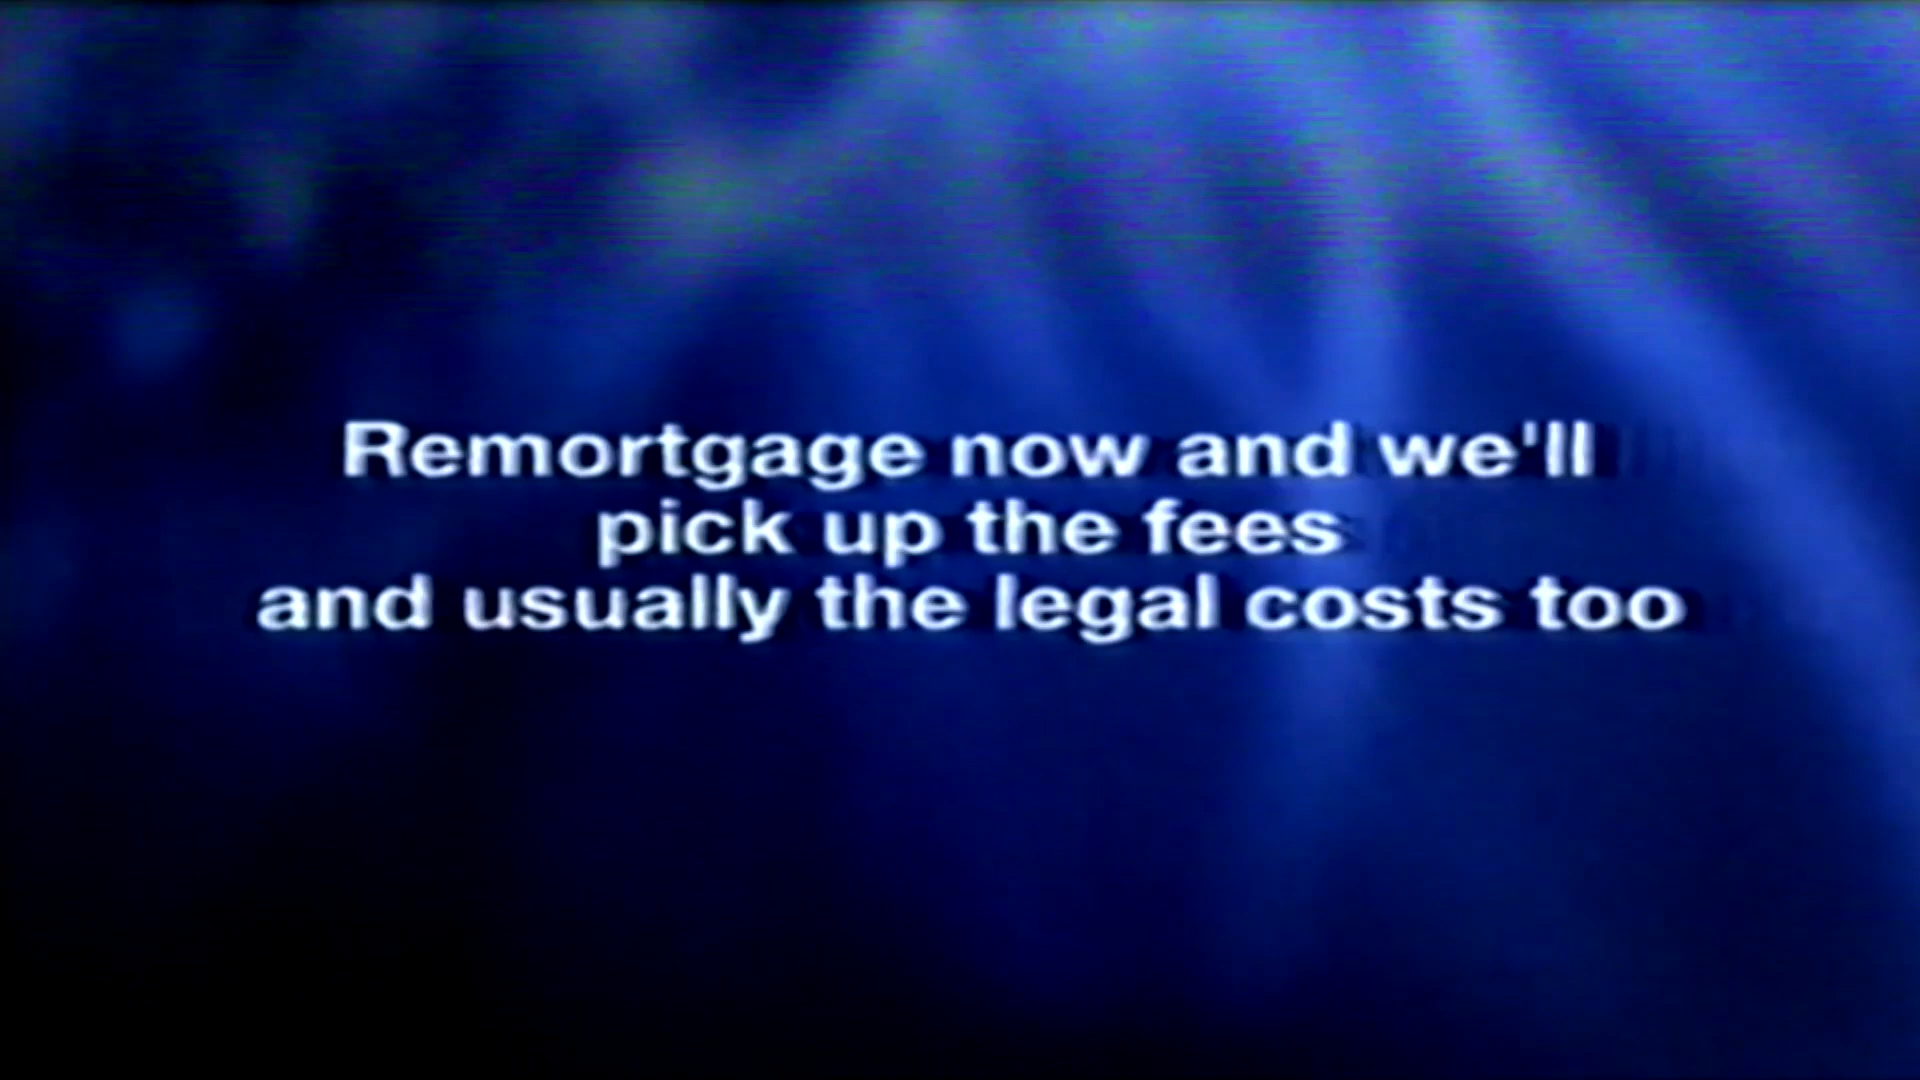 Remortgage now and we'll
pick up the fees
and usually the legal costs too